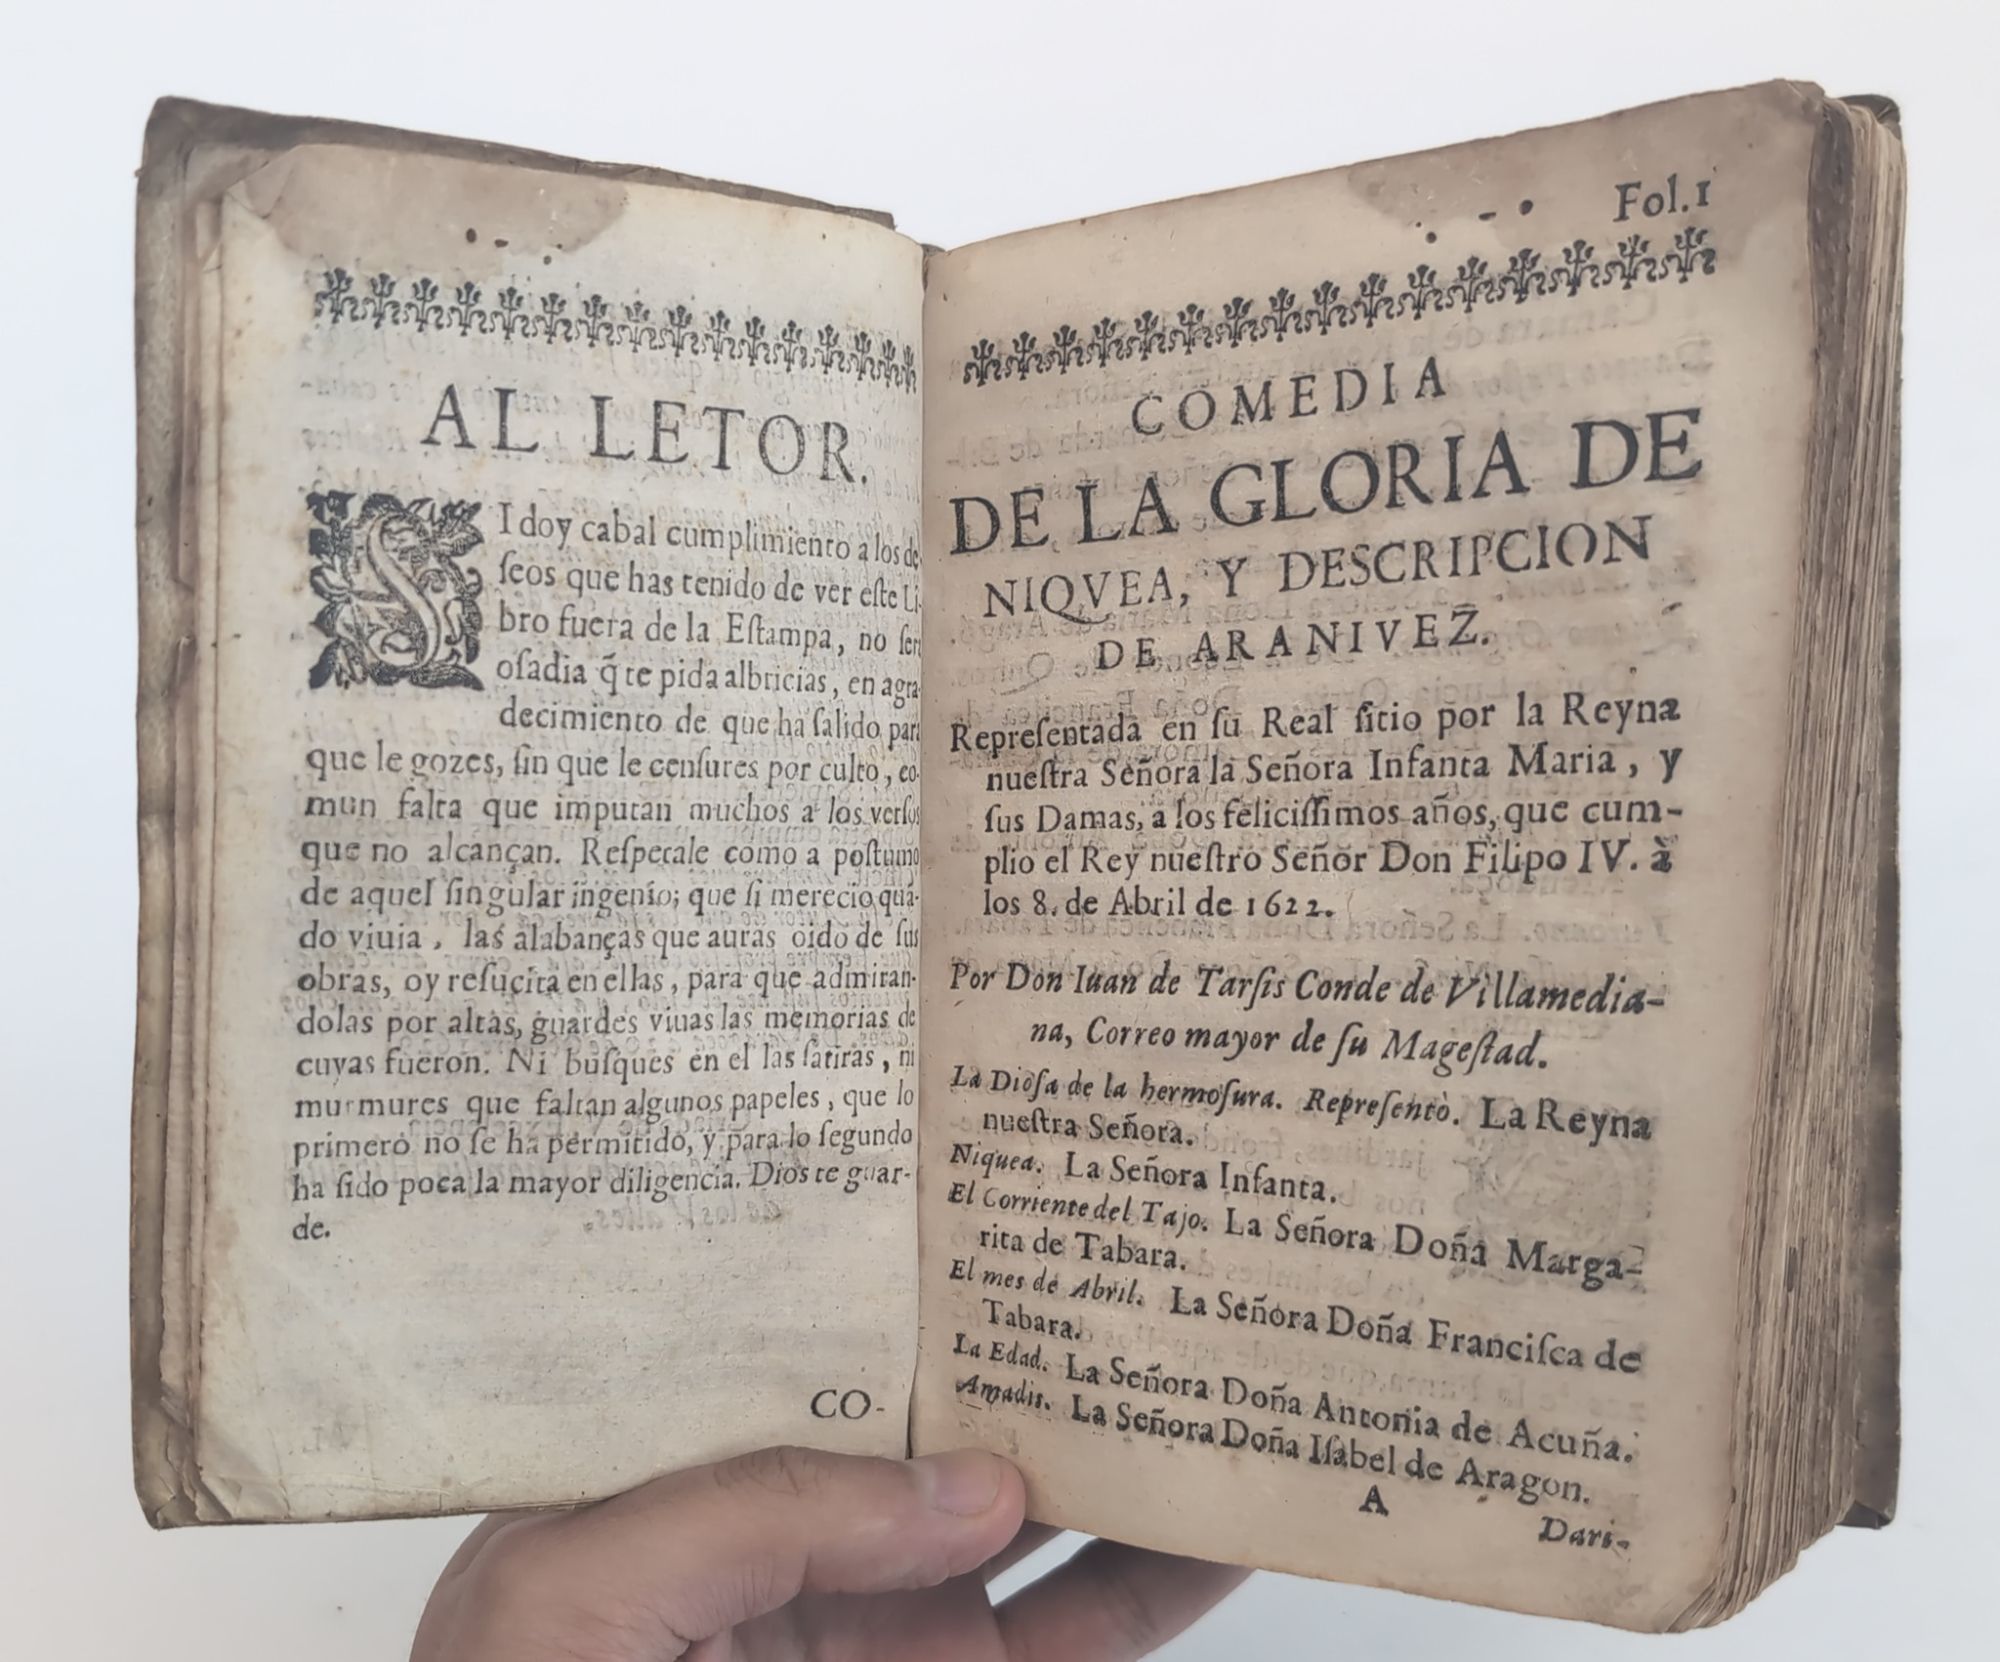 AL LETOR.
SI doy cabal cumplimiento a los de
ſeos que has tenido de ver eſte Li-
bro fuera de la Eſtampa, no ſera
oſadia q̃ te pida albricias, en agra-
decimiento de que ha ſalido para
que le gozes, ſin que le cenſures por culto, co-
mun falta que imputan muchos a los verſos
que no alcançan. Reſpetale como a poſtumo
de aquel ſingular ingenio; que ſi merecio quã-
do viuia, las alabanças que auras oido de ſus
obras, oy reſucita en ellas, para que admiran-
dolas por altas, guardes viuas las memorias de
cuyas fueron. Ni buſques en el las ſatiras, ni
murmures que faltan algunos papeles, que lo
primero no ſe ha permitido, y para lo ſegundo
ha ſido poca la mayor diligencia. Dios te guar-
de.
CO-
Fol.1
COMEDIA
DE LA GLORIA DE
NIQVEA, Y DESCRIPCION
DE ARANIVEZ.
Repreſentada en ſu Real ſitio por la Reyna
nueſtra Señora la Señora Infanta Maria, y
ſus Damas, a los feliciſſimos años, que cum-
plio el Rey nueſtro Señor Don Filipo IV. à
los 8. de Abril de 1622.
Por Don Iuan de Tarſis Conde de Villamedia-
na, Correo mayor de ſu Mageſtad.
La Dioſa de la hermoſura. Repreſentò. La Reyna
nueſtra Señora.
Niquea. La Señora Infanta.
El Corriente del Tajo. La Señora Doña Marga-
rita de Tabara.
El mes de Abril. La Señora Doña Franciſca de
Tabara.
La Edad. La Señora Doña Antonia de Acuña.
Amadis. La Señora Doña Iſabel de Aragon.
A
Dari-